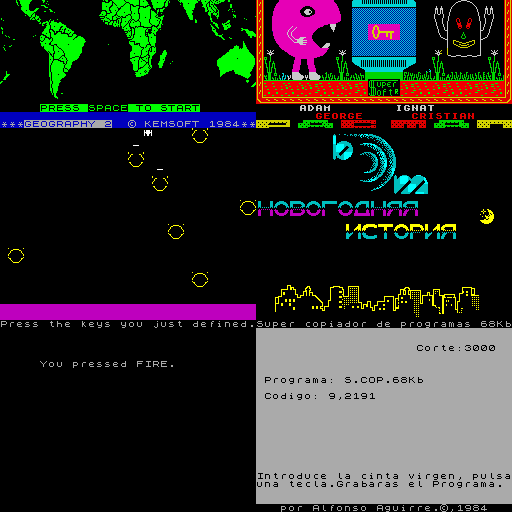 PRESS SPACE TO START
***GEOGRAPHY 2 © KEMSOFT 1984***
Super
Soft
ADAM IGNAT
GEORGE CRISTIAN
НОВОГОДНЯЯ
ИСТОРИЯ
Press the keys you just defined.
You pressed FIRE.
Super copiador de programas 68Kb
Corte:3000
Programa: S.COP.68Kb
Codigo: 9,2191
Introduce la cinta virgen, pulsa
una tecla.Grabaras el Programa.
por Alfonso Aguirre.©,1984